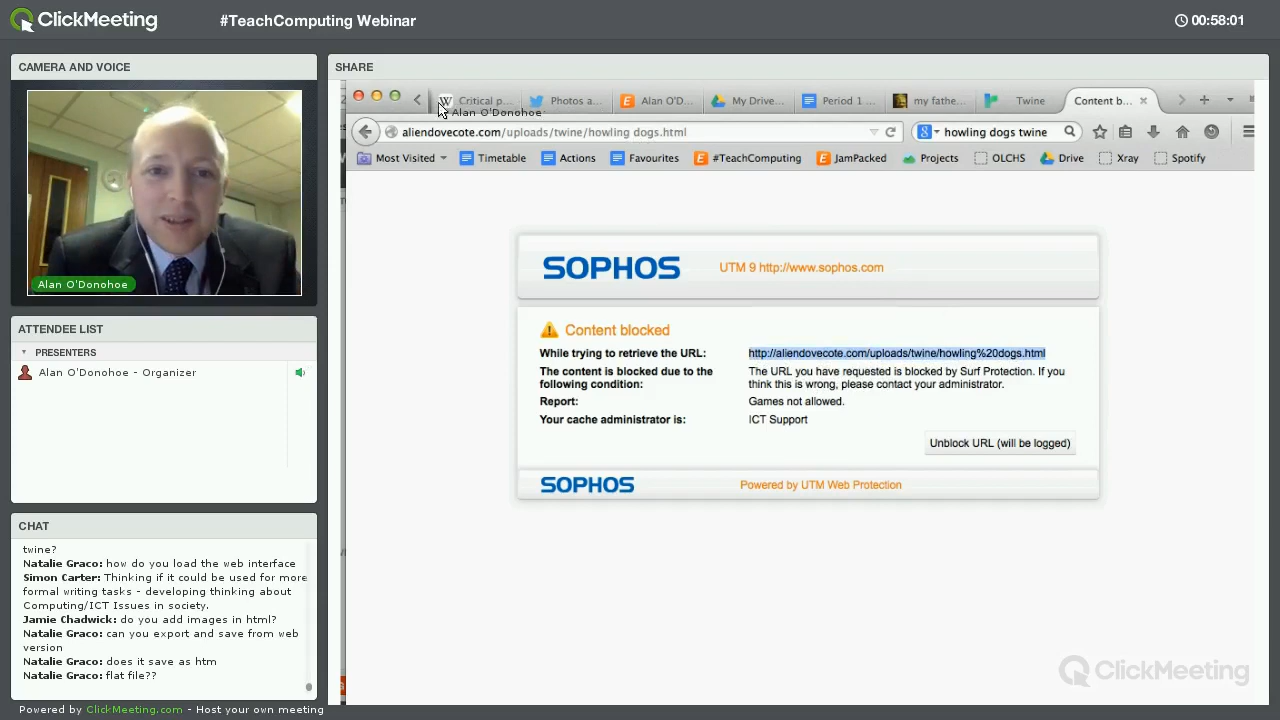 ClickMeeting
#TeachComputing Webinar
00:58:01
CAMERA AND VOICE
Alan O'Donohoe
ATTENDEE LIST
PRESENTERS
Alan O'Donohoe - Organizer
CHAT
twine?
Natalie Graco: how do you load the web interface
Simon Carter: Thinking if it could be used for more
formal writing tasks - developing thinking about
Computing/ICT Issues in society.
Jamie Chadwick: do you add images in html?
Natalie Graco: can you export and save from web
version
Natalie Graco: does it save as htm
Natalie Graco: flat file??
Powered by ClickMeeting.com - Host your own meeting
SHARE
W Critical p... Photos a... Alan O'D... My Drive... Period 1 ... my fathe... Twine Content b...
Alan O'Donohoe
aliendovecote.com/uploads/twine/howling dogs.html howling dogs twine
Most Visited Timetable Actions Favourites #TeachComputing JamPacked Projects OLCHS Drive Xray Spotify
SOPHOS UTM 9 http://www.sophos.com
Content blocked
While trying to retrieve the URL: http://aliendovecote.com/uploads/twine/howling%20dogs.html
The content is blocked due to the The URL you have requested is blocked by Surf Protection. If you
following condition: think this is wrong, please contact your administrator.
Report: Games not allowed.
Your cache administrator is: ICT Support
Unblock URL (will be logged)
SOPHOS Powered by UTM Web Protection
ClickMeeting